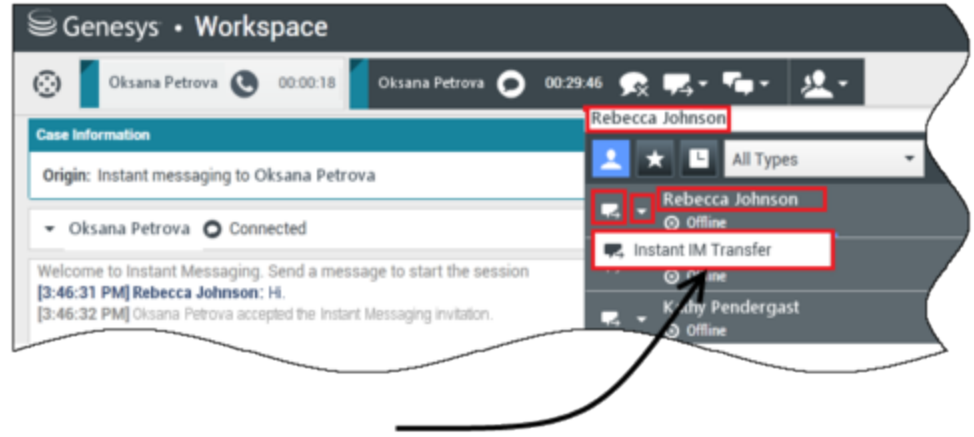 Genesys • Workspace
Oksana Petrova 00:00:18 Oksana Petrova 00:29:46
Rebecca Johnson
Case Information
All Types
Origin: Instant messaging to Oksana Petrova
Rebecca Johnson
Offline
Oksana Petrova Connected
Instant IM Transfer
Welcome to Instant Messaging. Send a message to start the session
Offline
[3:46:31 PM] Rebecca Johnson: Hi.
[3:46:32 PM] Oksana Petrova accepted the Instant Messaging invitation.
Kathy Pendergast
Offline